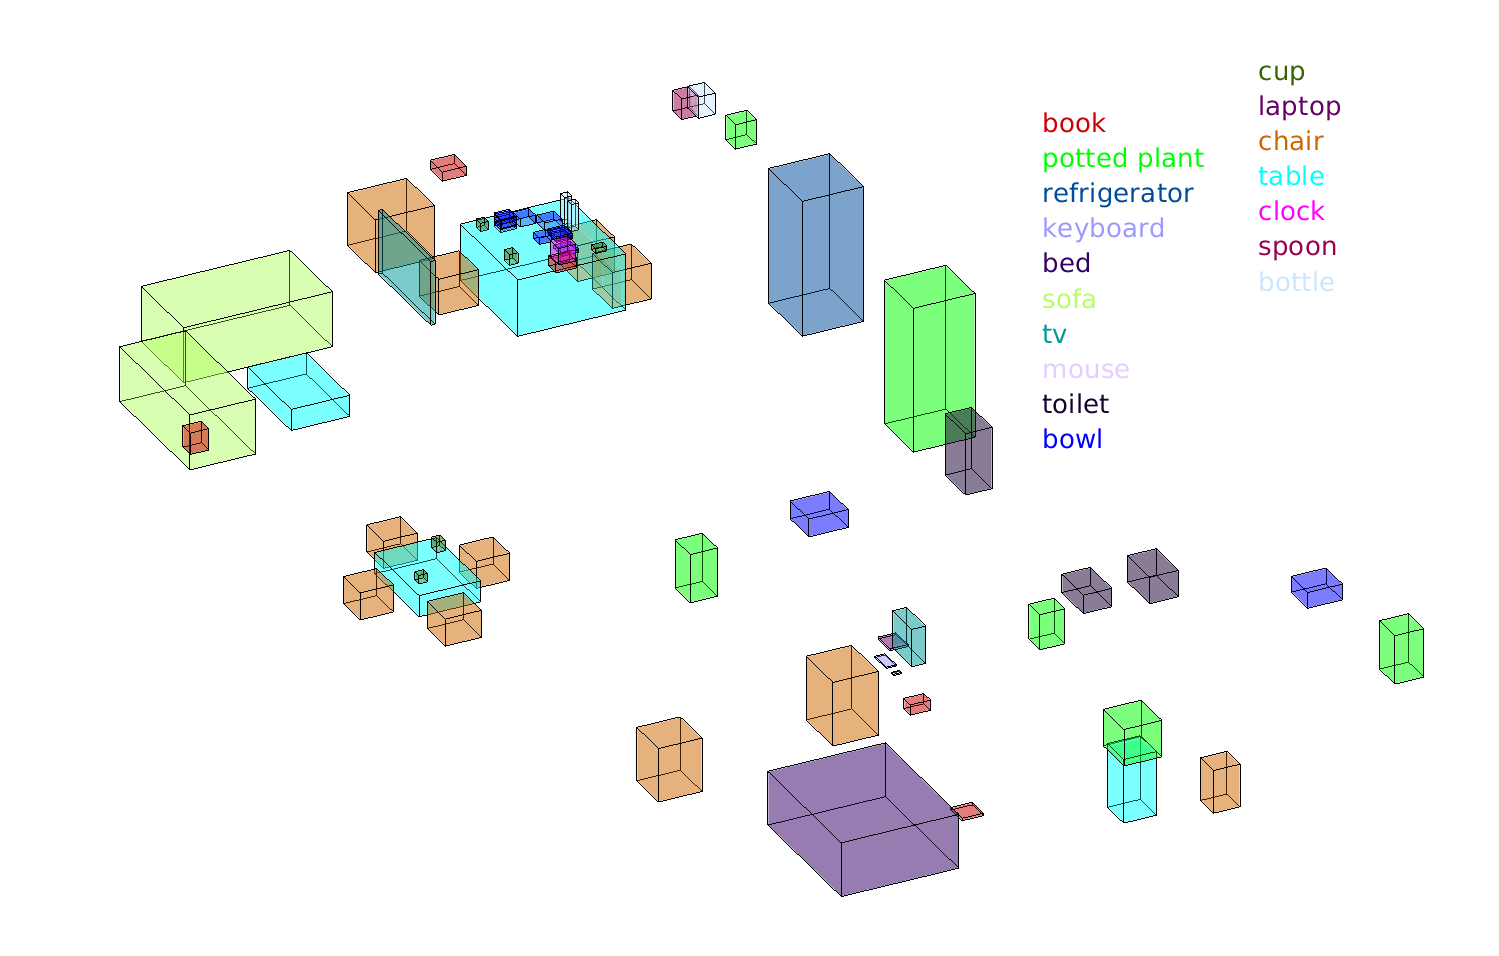 book
potted plant
refrigerator
keyboard
bed
sofa
tv
mouse
toilet
bowl
cup
laptop
chair
table
clock
spoon
bottle